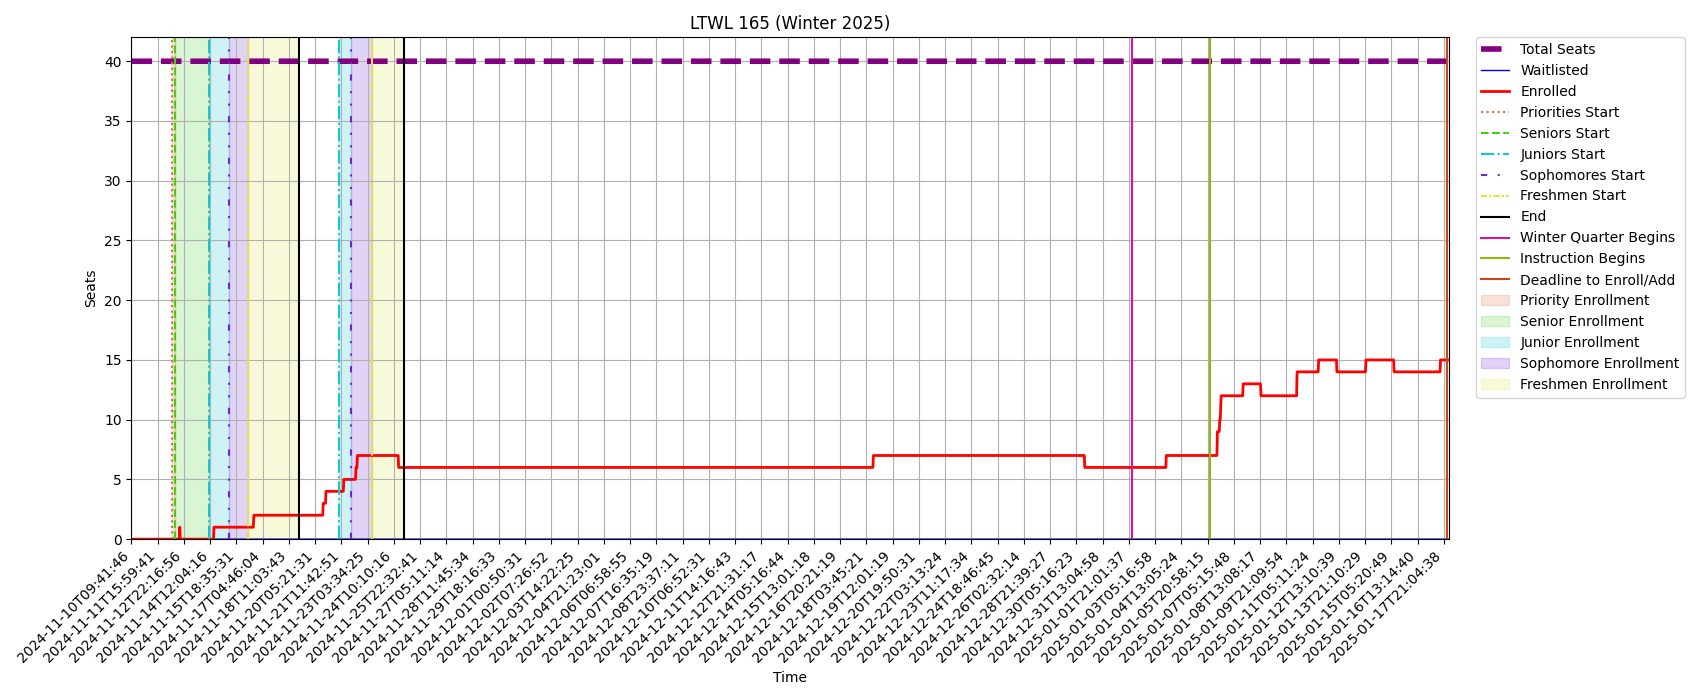 LTWL 165 (Winter 2025)
Seats
40
35
30
25
20
15
10
5
0
2024-11-10T09:41:46
2024-11-11T15:59:41
2024-11-12T22:16:56
2024-11-14T12:04:16
2024-11-15T18:35:31
2024-11-17T04:46:04
2024-11-18T11:03:43
2024-11-20T05:21:31
2024-11-21T11:42:51
2024-11-23T03:34:25
2024-11-24T10:10:16
2024-11-25T22:32:41
2024-11-27T05:11:14
2024-11-28T11:45:34
2024-11-29T18:16:33
2024-12-01T00:50:31
2024-12-02T07:26:52
2024-12-03T14:22:25
2024-12-04T21:23:01
2024-12-06T06:58:55
2024-12-07T16:35:19
2024-12-08T23:37:11
2024-12-10T06:52:31
2024-12-11T14:16:43
2024-12-12T21:31:17
2024-12-14T05:16:44
2024-12-15T13:01:18
2024-12-16T20:21:19
2024-12-18T03:45:21
2024-12-19T12:01:19
2024-12-20T19:50:31
2024-12-22T03:13:24
2024-12-23T11:17:34
2024-12-24T18:46:45
2024-12-26T02:32:14
2024-12-28T21:39:27
2024-12-30T05:16:23
2024-12-31T13:04:58
2025-01-01T21:01:37
2025-01-03T05:16:58
2025-01-04T13:05:24
2025-01-05T20:58:15
2025-01-07T05:15:48
2025-01-08T13:08:17
2025-01-09T21:09:54
2025-01-11T05:11:24
2025-01-12T13:10:39
2025-01-13T21:10:29
2025-01-15T05:20:49
2025-01-16T13:14:40
2025-01-17T21:04:38
Time
Total Seats
Waitlisted
Enrolled
Priorities Start
Seniors Start
Juniors Start
Sophomores Start
Freshmen Start
End
Winter Quarter Begins
Instruction Begins
Deadline to Enroll/Add
Priority Enrollment
Senior Enrollment
Junior Enrollment
Sophomore Enrollment
Freshmen Enrollment